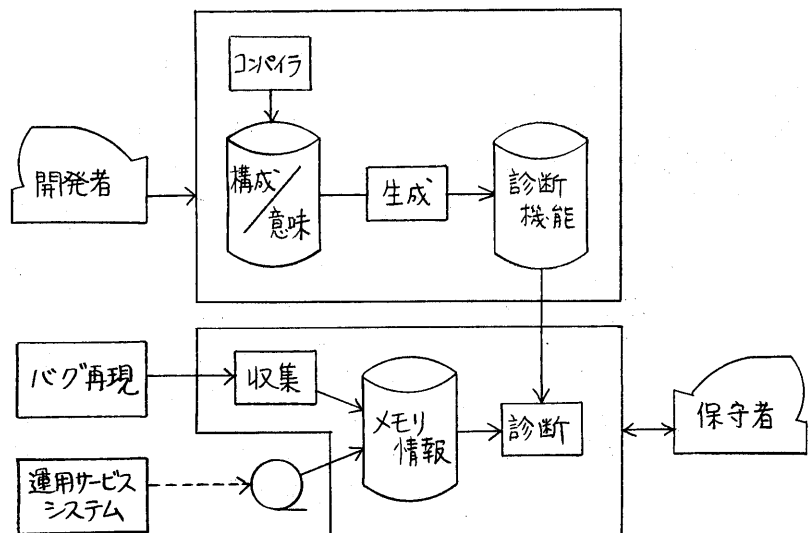 コンパイラ
開発者
構成/
意味
生成
診断
機能
バグ再現
収集
メモリ
情報
診断
保守者
運用サービス
システム